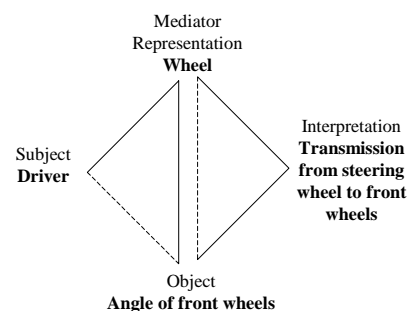 Mediator
Representation
Wheel
Subject
Driver
Interpretation
Transmission
from steering
wheel to front
wheels
Object
Angle of front wheels